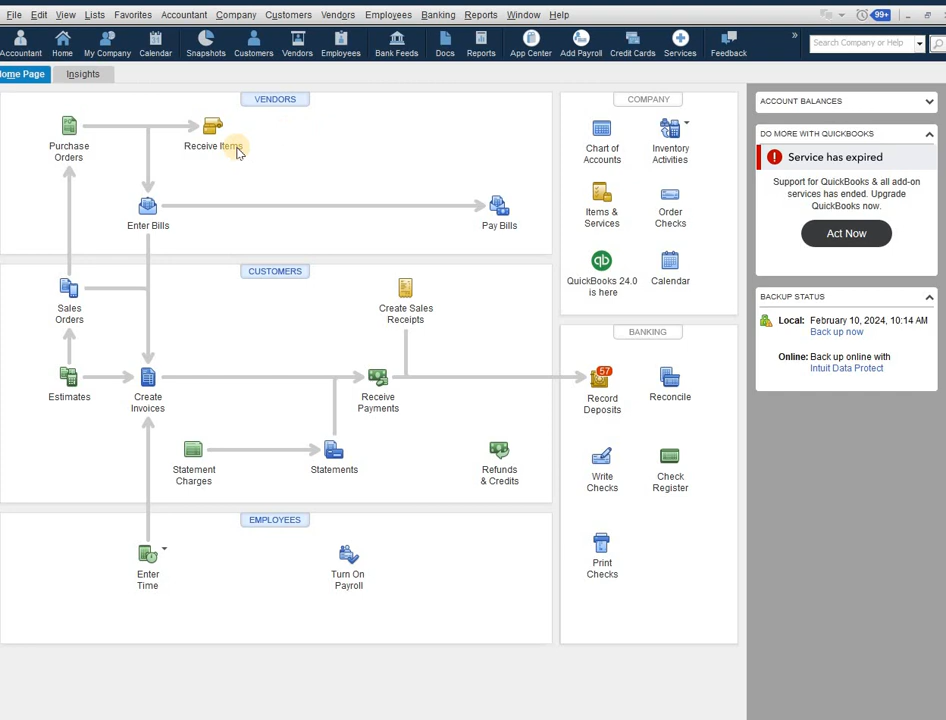 File Edit View Lists Favorites Accountant Company Customers Vendors Employees Banking Reports Window Help
99+
Accountant Home My Company Calendar Snapshots Customers Vendors Employees Bank Feeds Docs Reports App Center Add Payroll Credit Cards Services Feedback
»
Search Company or Help
ome Page Insights
VENDORS
Purchase
Orders
Receive Items
Enter Bills
Pay Bills
CUSTOMERS
Sales
Orders
Create Sales
Receipts
Estimates
Create
Invoices
Receive
Payments
Statement
Charges
Statements
Refunds
& Credits
EMPLOYEES
Enter
Time
Turn On
Payroll
COMPANY
Chart of
Accounts
Inventory
Activities
Items &
Services
Order
Checks
qb
QuickBooks 24.0
is here
Calendar
BANKING
57
Record
Deposits
Reconcile
Write
Checks
Check
Register
Print
Checks
ACCOUNT BALANCES
DO MORE WITH QUICKBOOKS
Service has expired
Support for QuickBooks & all add-on
services has ended. Upgrade
QuickBooks now.
Act Now
BACKUP STATUS
Local: February 10, 2024, 10:14 AM
Back up now
Online: Back up online with
Intuit Data Protect